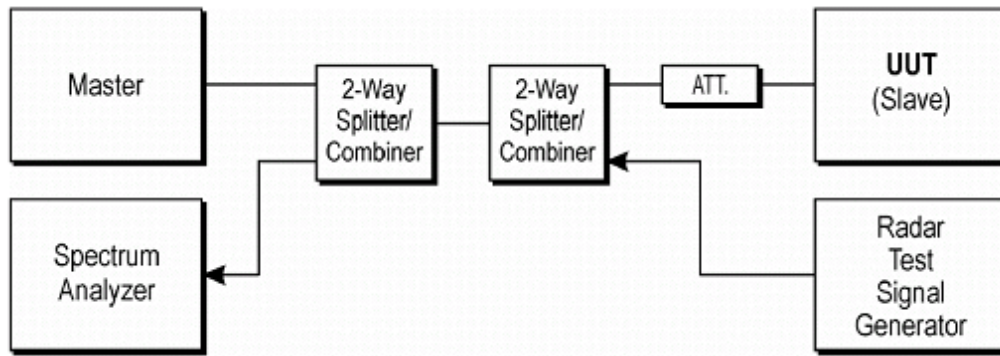 Master
2-Way
Splitter/
Combiner
2-Way
Splitter/
Combiner
ATT.
UUT
(Slave)
Spectrum
Analyzer
Radar
Test
Signal
Generator